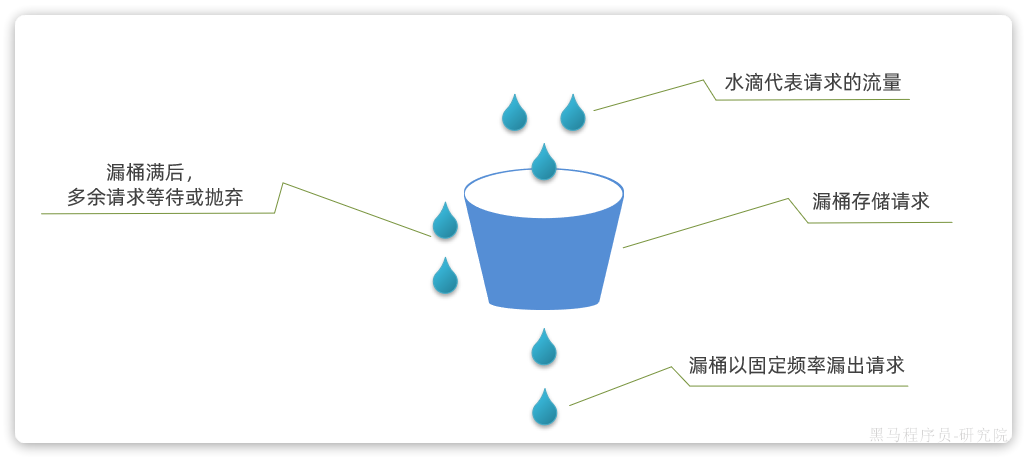 水滴代表请求的流量
漏桶满后，
多余请求等待或抛弃
漏桶存储请求
漏桶以固定频率漏出请求
黑马程序员-研究院